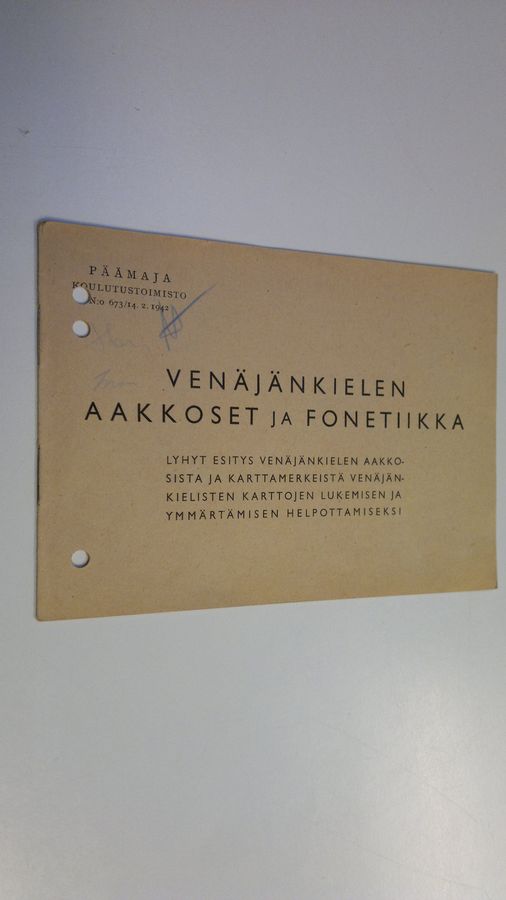 PÄÄMAJA
KOULUTUSTOIMISTO
N:o 673/14. 2. 1942
VENÄJÄNKIELEN
AAKKOSET JA FONETIIKKA
LYHYT ESITYS VENÄJÄNKIELEN AAKKO-
SISTA JA KARTTAMERKEISTÄ VENÄJÄN-
KIELISTEN KARTTOJEN LUKEMISEN JA
YMMÄRTÄMISEN HELPOTTAMISEKSI